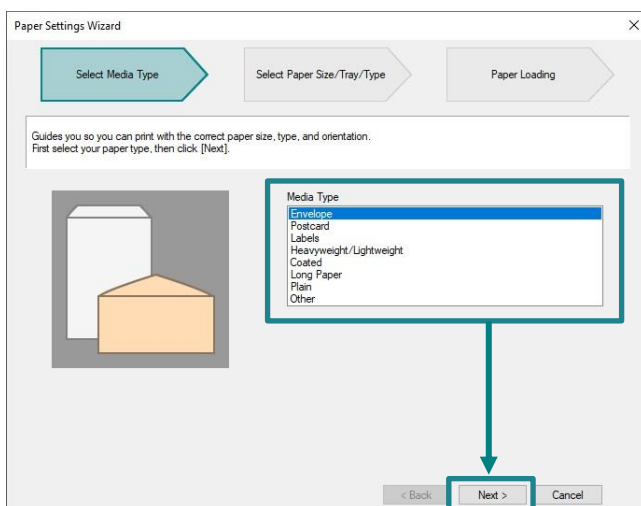 Paper Settings Wizard
Select Media Type
Select Paper Size/Tray/Type
Paper Loading
Guides you so you can print with the correct paper size, type, and orientation.
First select your paper type, then click [Next].
Media Type
Envelope
Postcard
Labels
Heavyweight/Lightweight
Coated
Long Paper
Plain
Other
< Back
Next >
Cancel